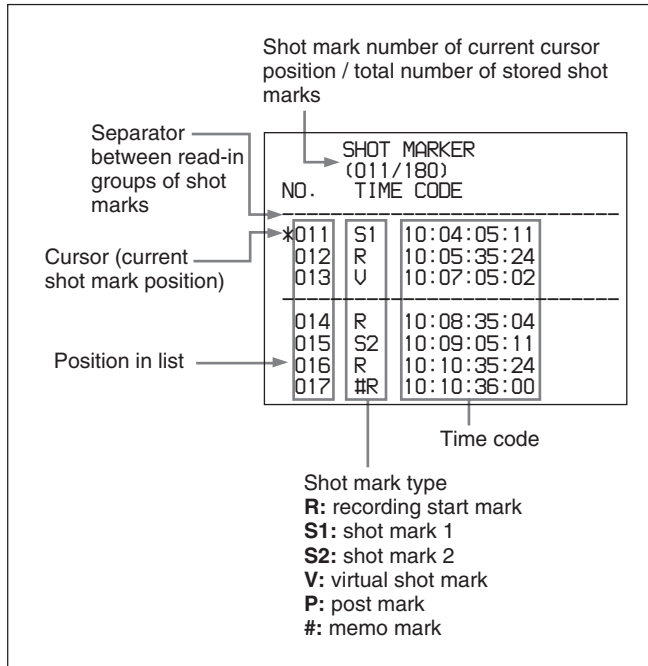 Shot mark number of current cursor
position / total number of stored shot
marks
Separator
between read-in
groups of shot
marks
SHOT MARKER
(011/180)
NO. TIME CODE
Cursor (current
shot mark position)
*011 S1 10:04:05:11
012 R 10:05:35:24
013 V 10:07:05:02
Position in list
014 R 10:08:35:04
015 S2 10:09:05:11
016 R 10:10:35:24
017 #R 10:10:36:00
Time code
Shot mark type
R: recording start mark
S1: shot mark 1
S2: shot mark 2
V: virtual shot mark
P: post mark
#: memo mark